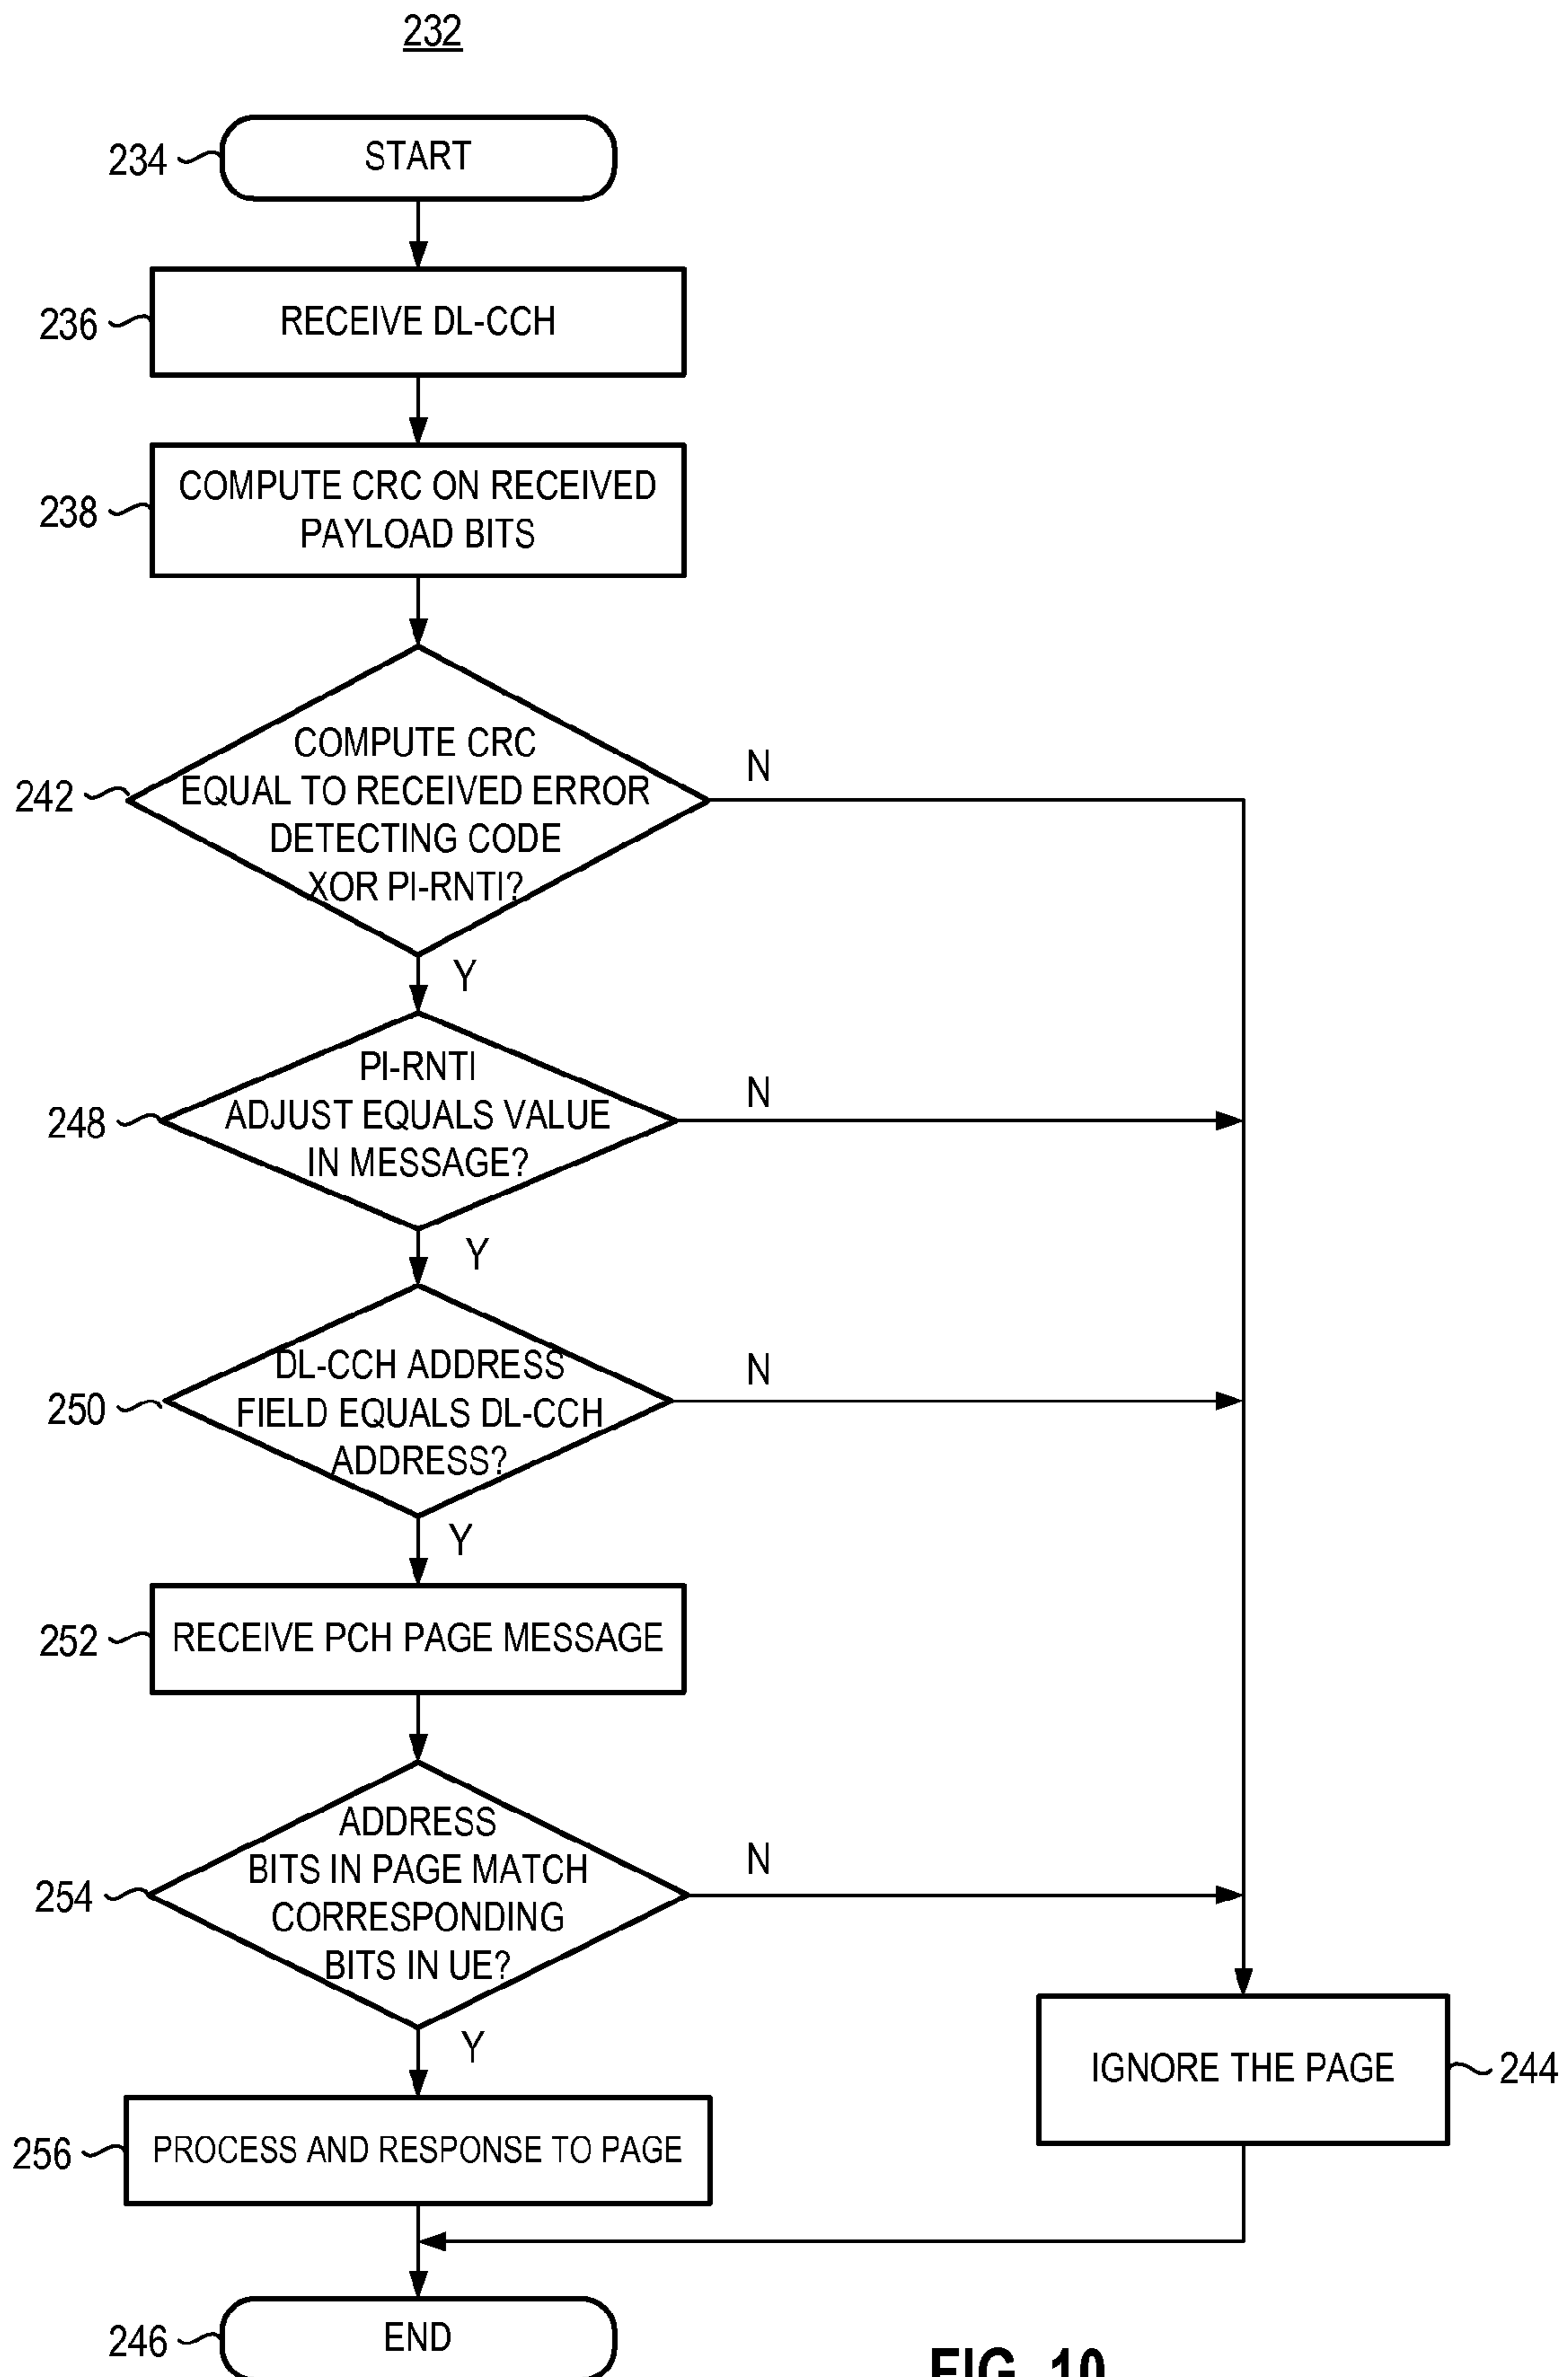 232
234
START
236
RECEIVE DL-CCH
238
COMPUTE CRC ON RECEIVED
PAYLOAD BITS
242
COMPUTE CRC
EQUAL TO RECEIVED ERROR
DETECTING CODE
XOR PI-RNTI?
N
Y
248
PI-RNTI
ADJUST EQUALS VALUE
IN MESSAGE?
N
Y
250
DL-CCH ADDRESS
FIELD EQUALS DL-CCH
ADDRESS?
N
Y
252
RECEIVE PCH PAGE MESSAGE
254
ADDRESS
BITS IN PAGE MATCH
CORRESPONDING
BITS IN UE?
N
Y
IGNORE THE PAGE
244
256
PROCESS AND RESPONSE TO PAGE
246
END
FIG. 10